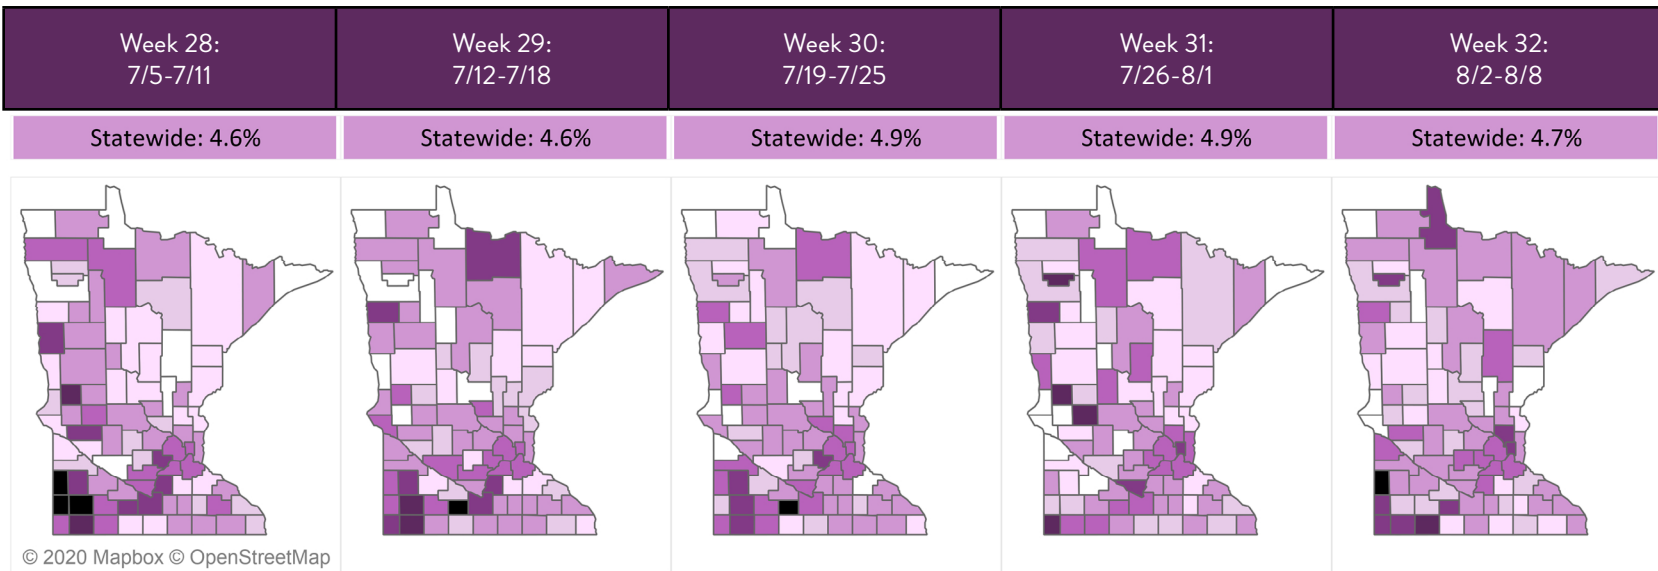 Week 28:
7/5-7/11
Week 29:
7/12-7/18
Week 30:
7/19-7/25
Week 31:
7/26-8/1
Week 32:
8/2-8/8
Statewide: 4.6%
Statewide: 4.6%
Statewide: 4.9%
Statewide: 4.9%
Statewide: 4.7%
© 2020 Mapbox © OpenStreetMap